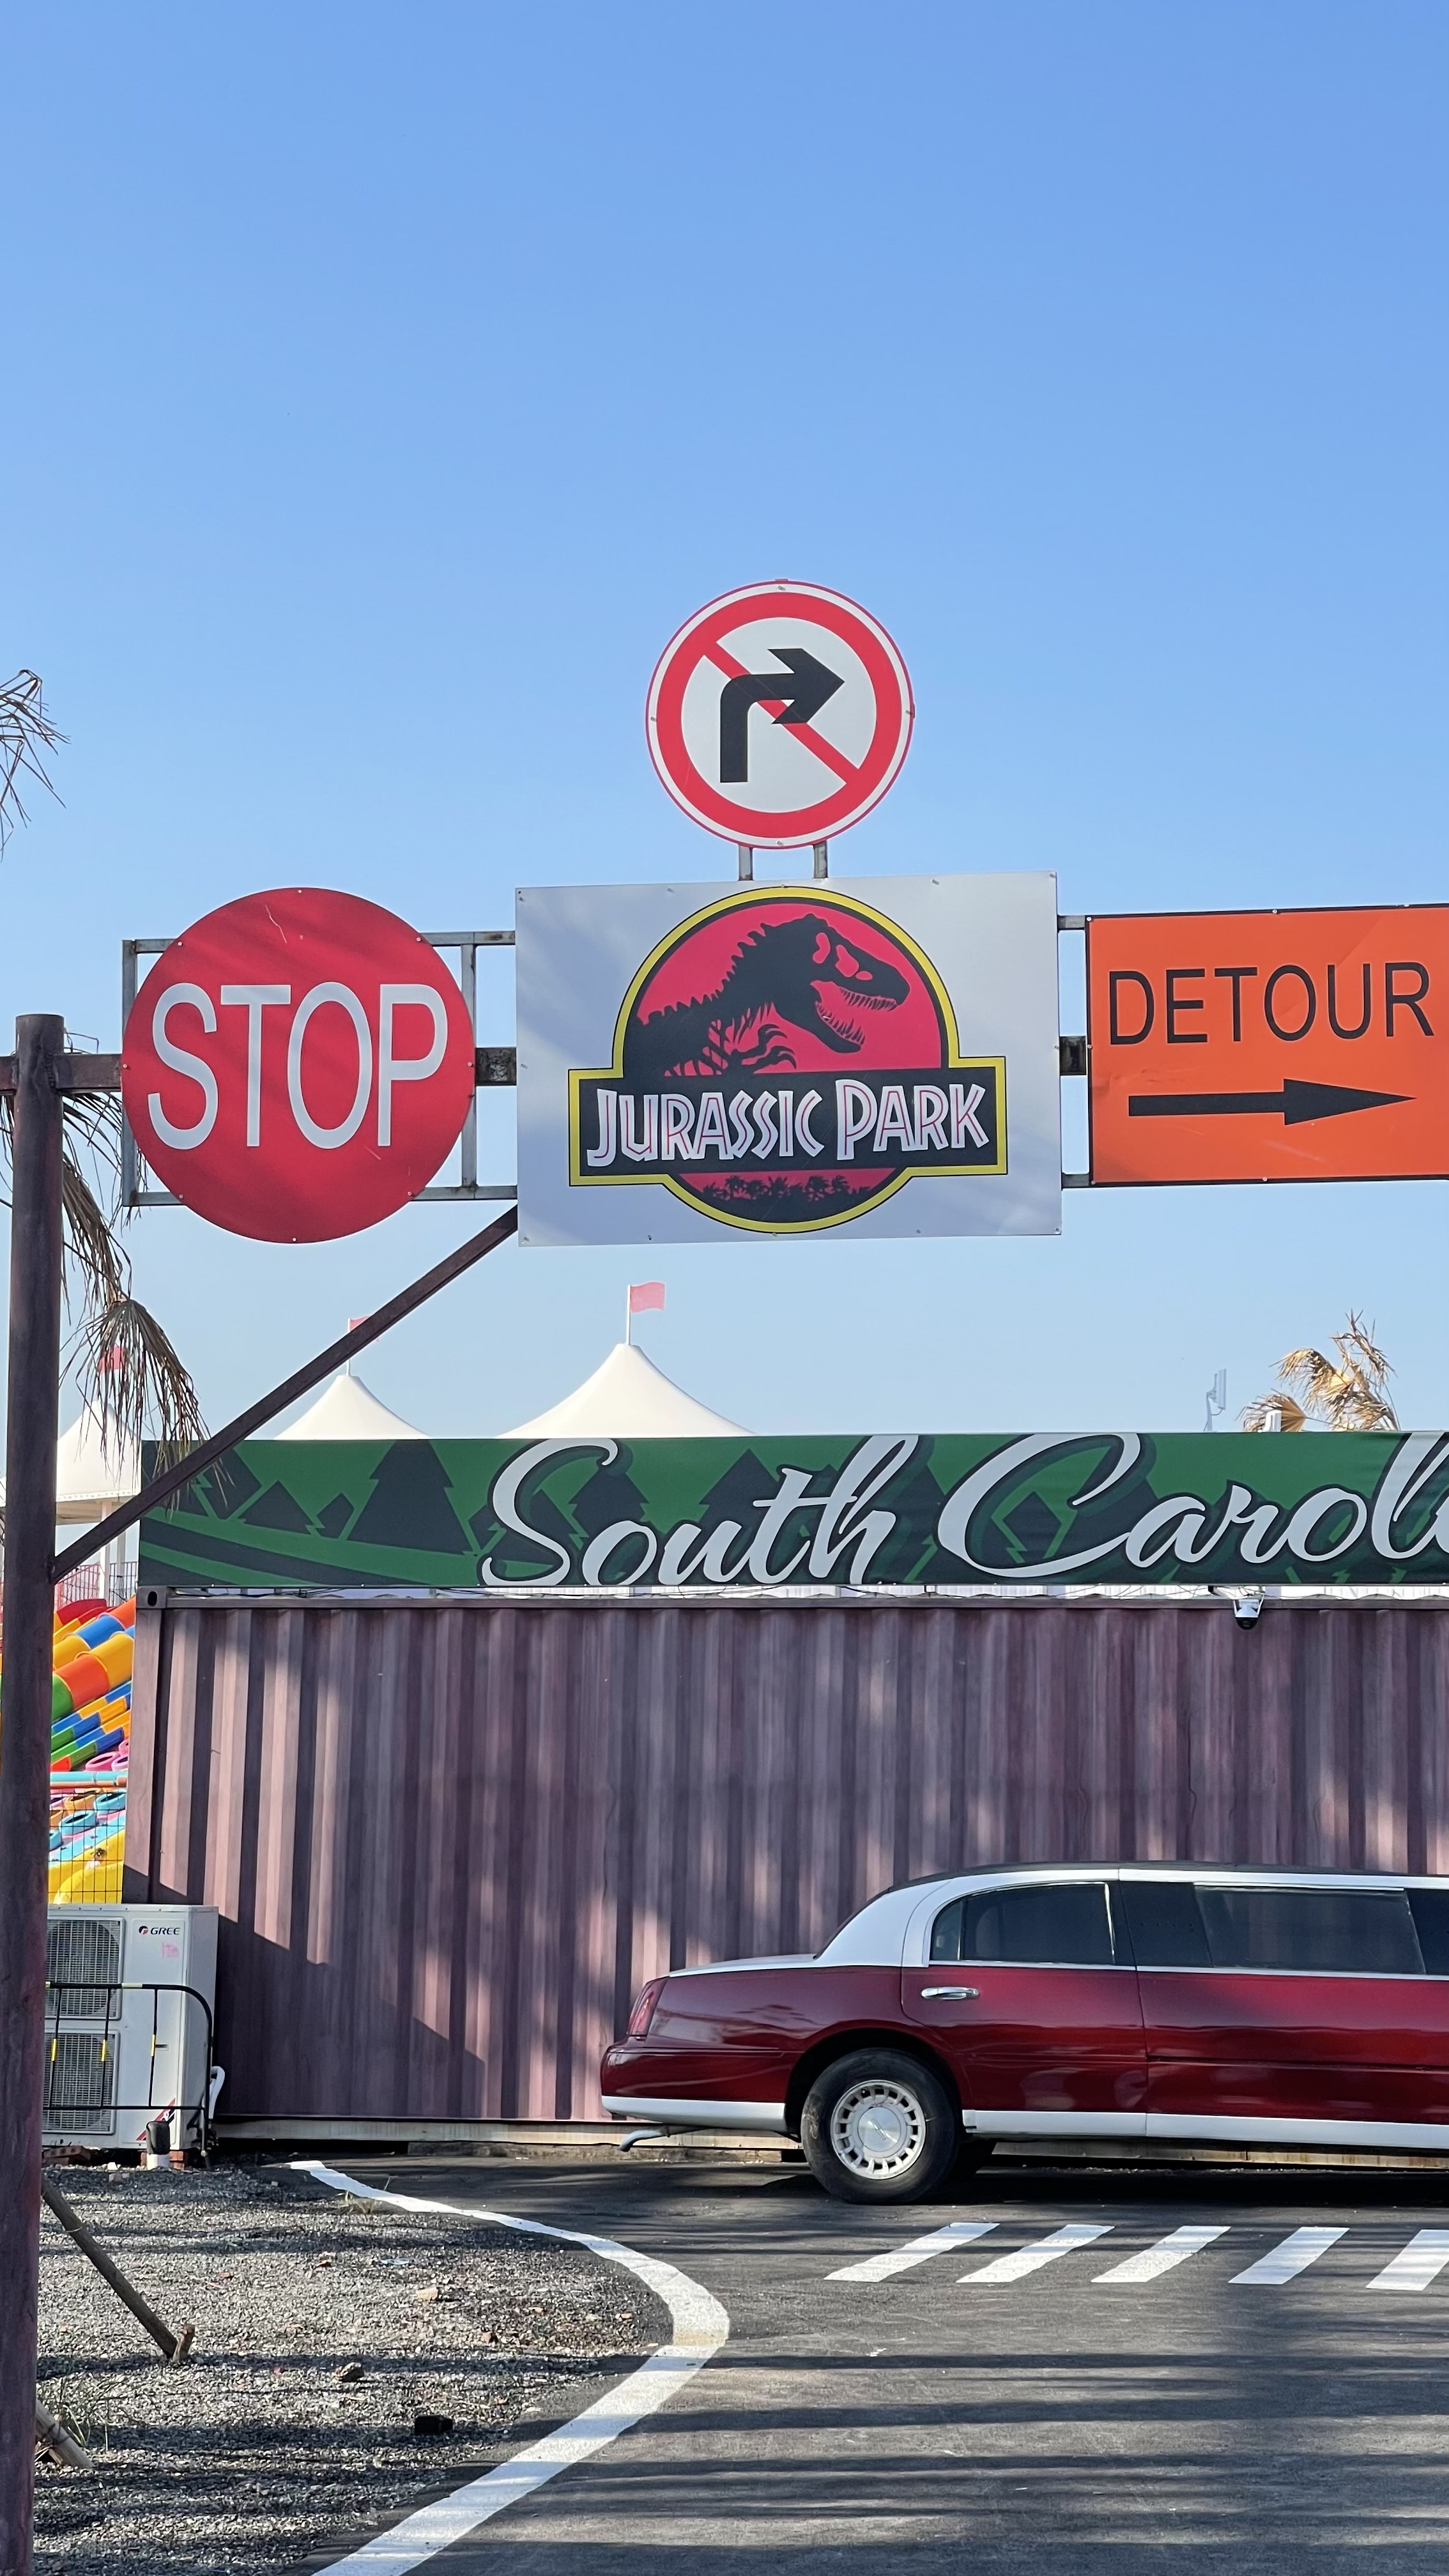 STOP
JURASSIC PARK
DETOUR
South Caroli
GREE